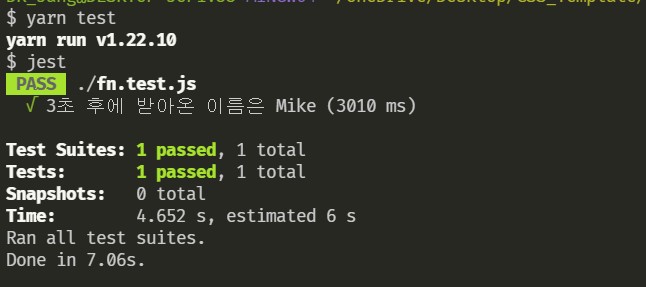 $ yarn test
yarn run v1.22.10
$ jest
PASS ./fn.test.js
√ 3초 후에 받아온 이름은 Mike (3010 ms)
Test Suites: 1 passed, 1 total
Tests: 1 passed, 1 total
Snapshots: 0 total
Time: 4.652 s, estimated 6 s
Ran all test suites.
Done in 7.06s.